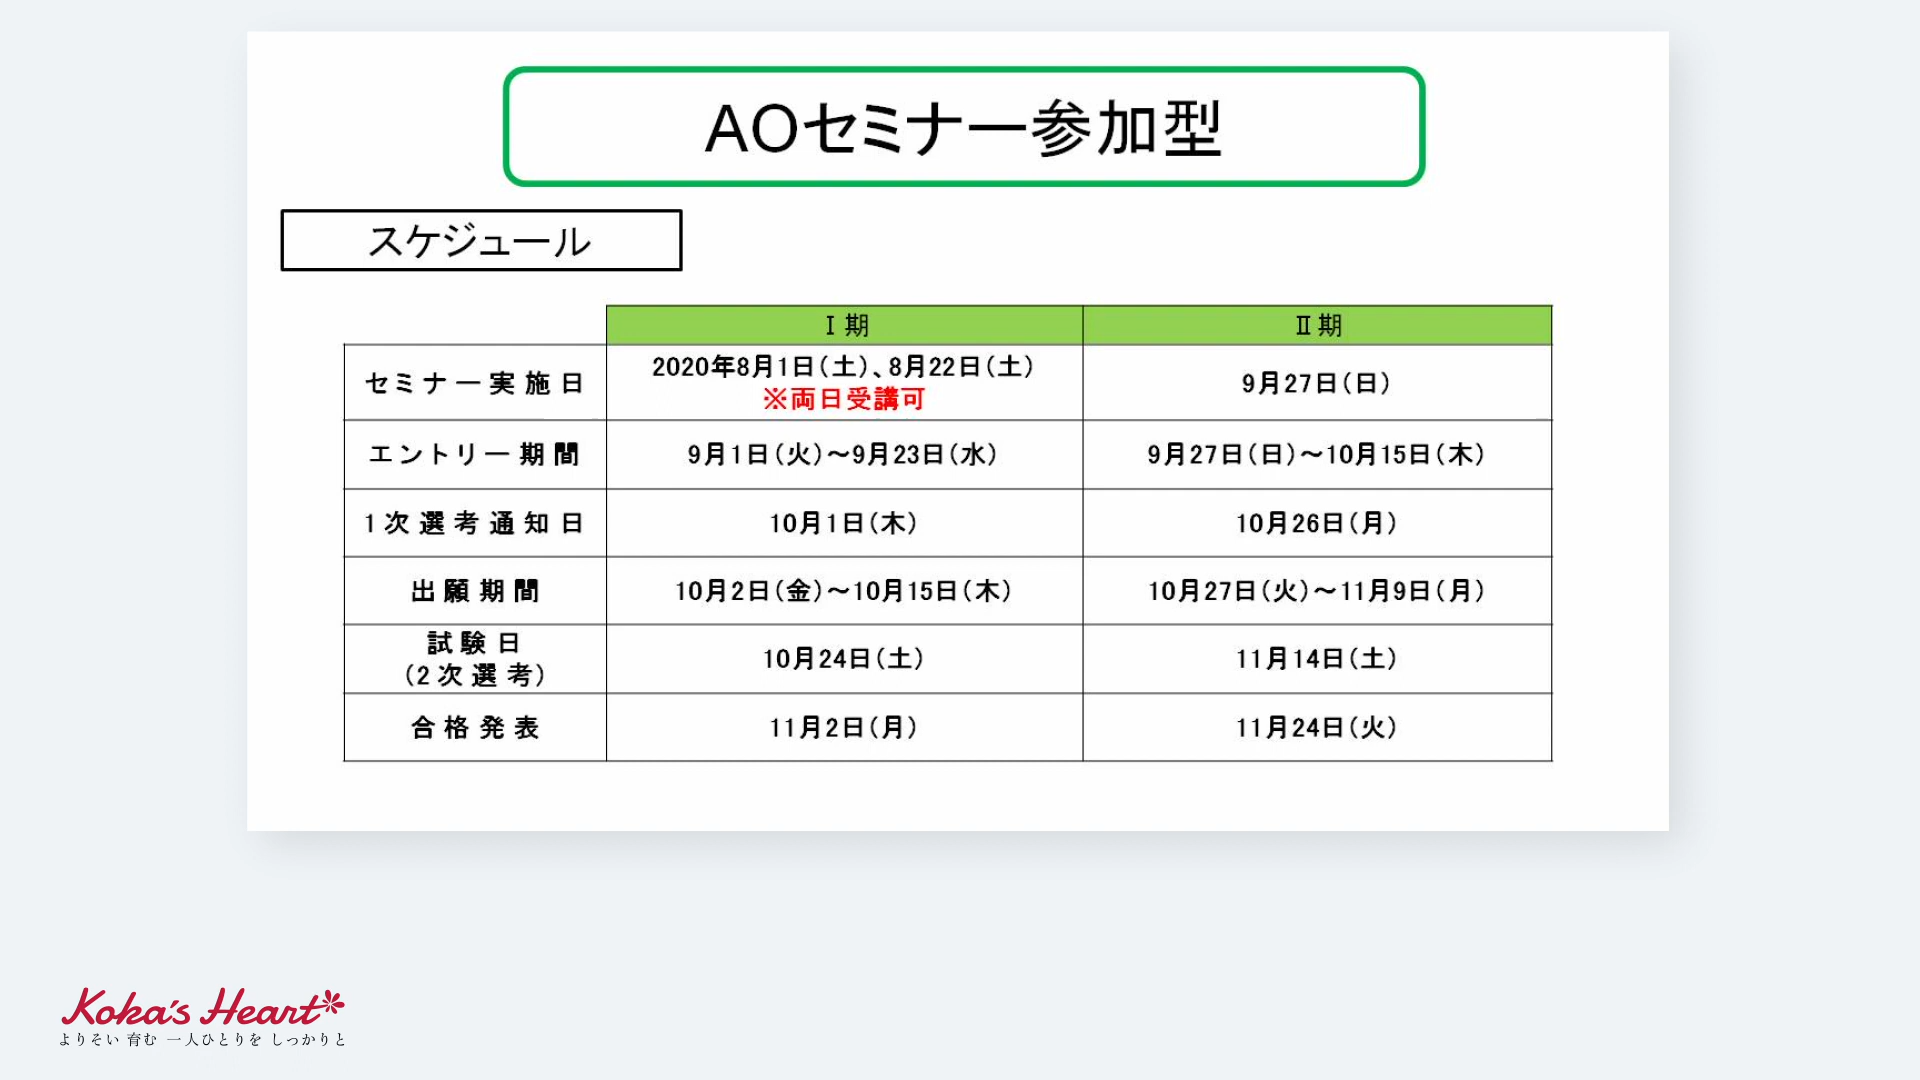 AOセミナー参加型
スケジュール
Ⅰ期 Ⅱ期
セミナー実施日 2020年8月1日(土)、8月22日(土) 9月27日(日)
※両日受講可
エントリー期間 9月1日(火)～9月23日(水) 9月27日(日)～10月15日(木)
1次選考通知日 10月1日(木) 10月26日(月)
出願期間 10月2日(金)～10月15日(木) 10月27日(火)～11月9日(月)
試験日
(2次選考) 10月24日(土) 11月14日(土)
合格発表 11月2日(月) 11月24日(火)
Koka's Heart
よりそい 育む 一人ひとりを しっかりと